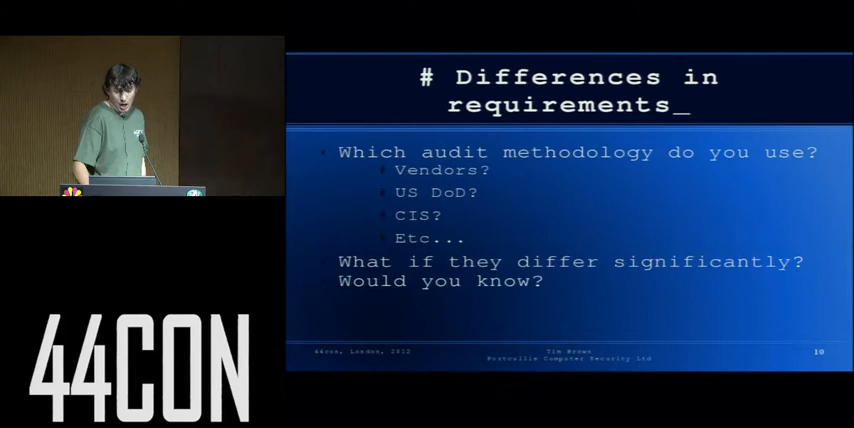 # Differences in
requirements_
Which audit methodology do you use?
# Vendors?
# US DoD?
# CIS?
# Etc...
What if they differ significantly?
Would you know?
44con, London, 2012
Tim Brown
Portcullis Computer Security Ltd
10
44CON